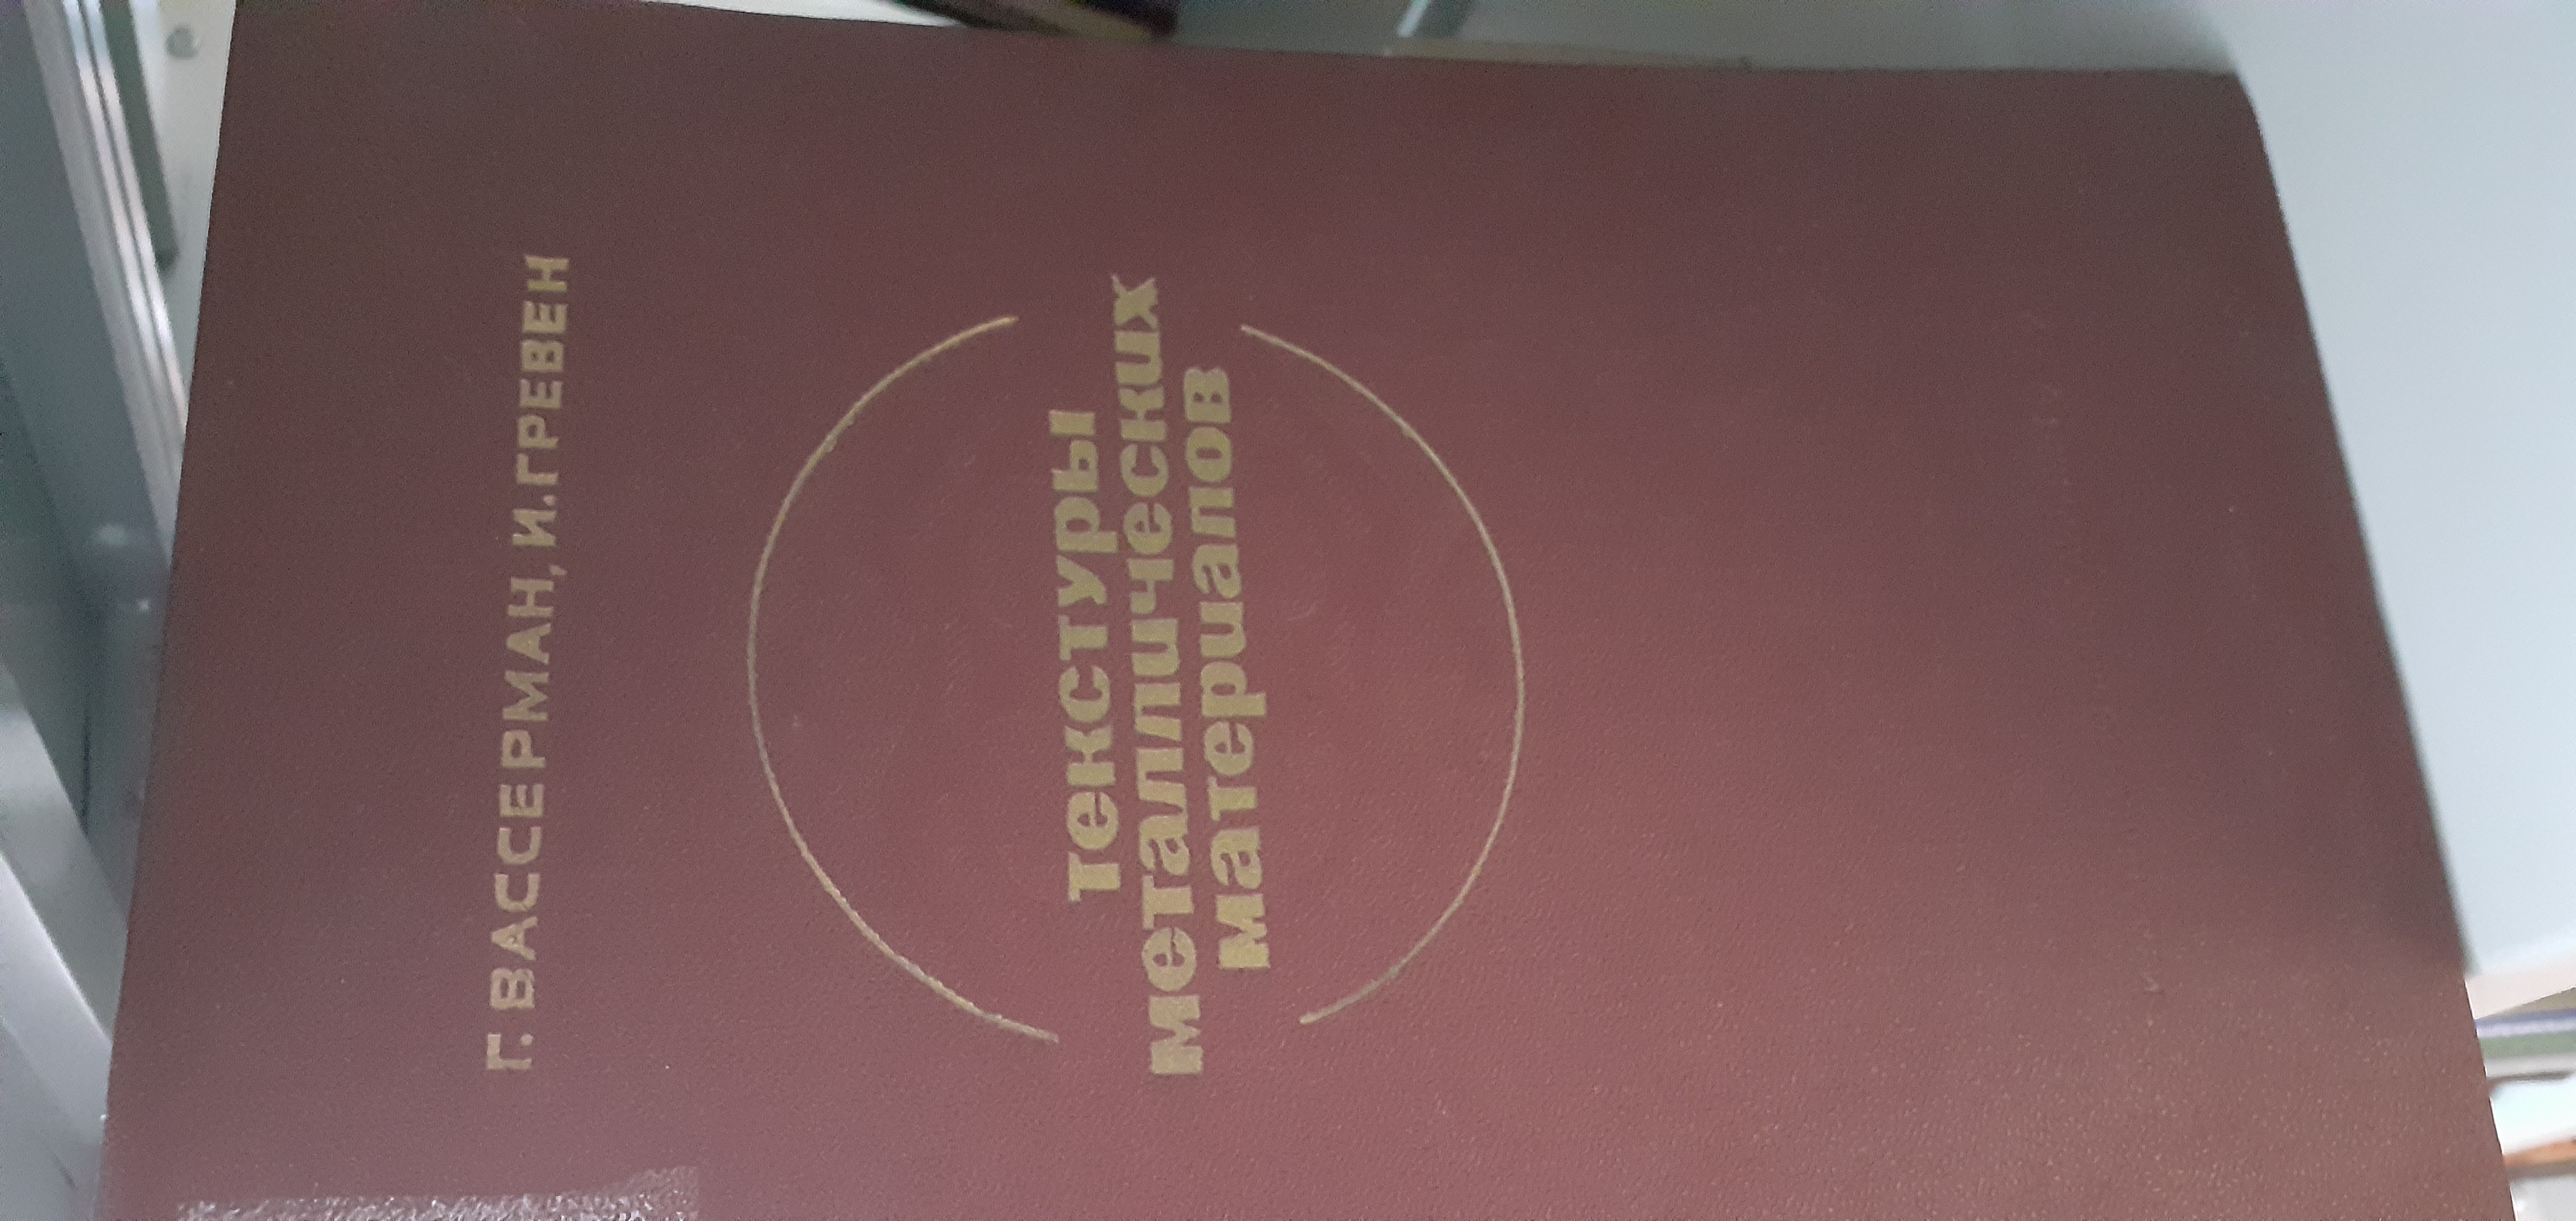 Г. ВАССЕРМАН, И. ГРЕВЕН
текстуры
металлических
материалов